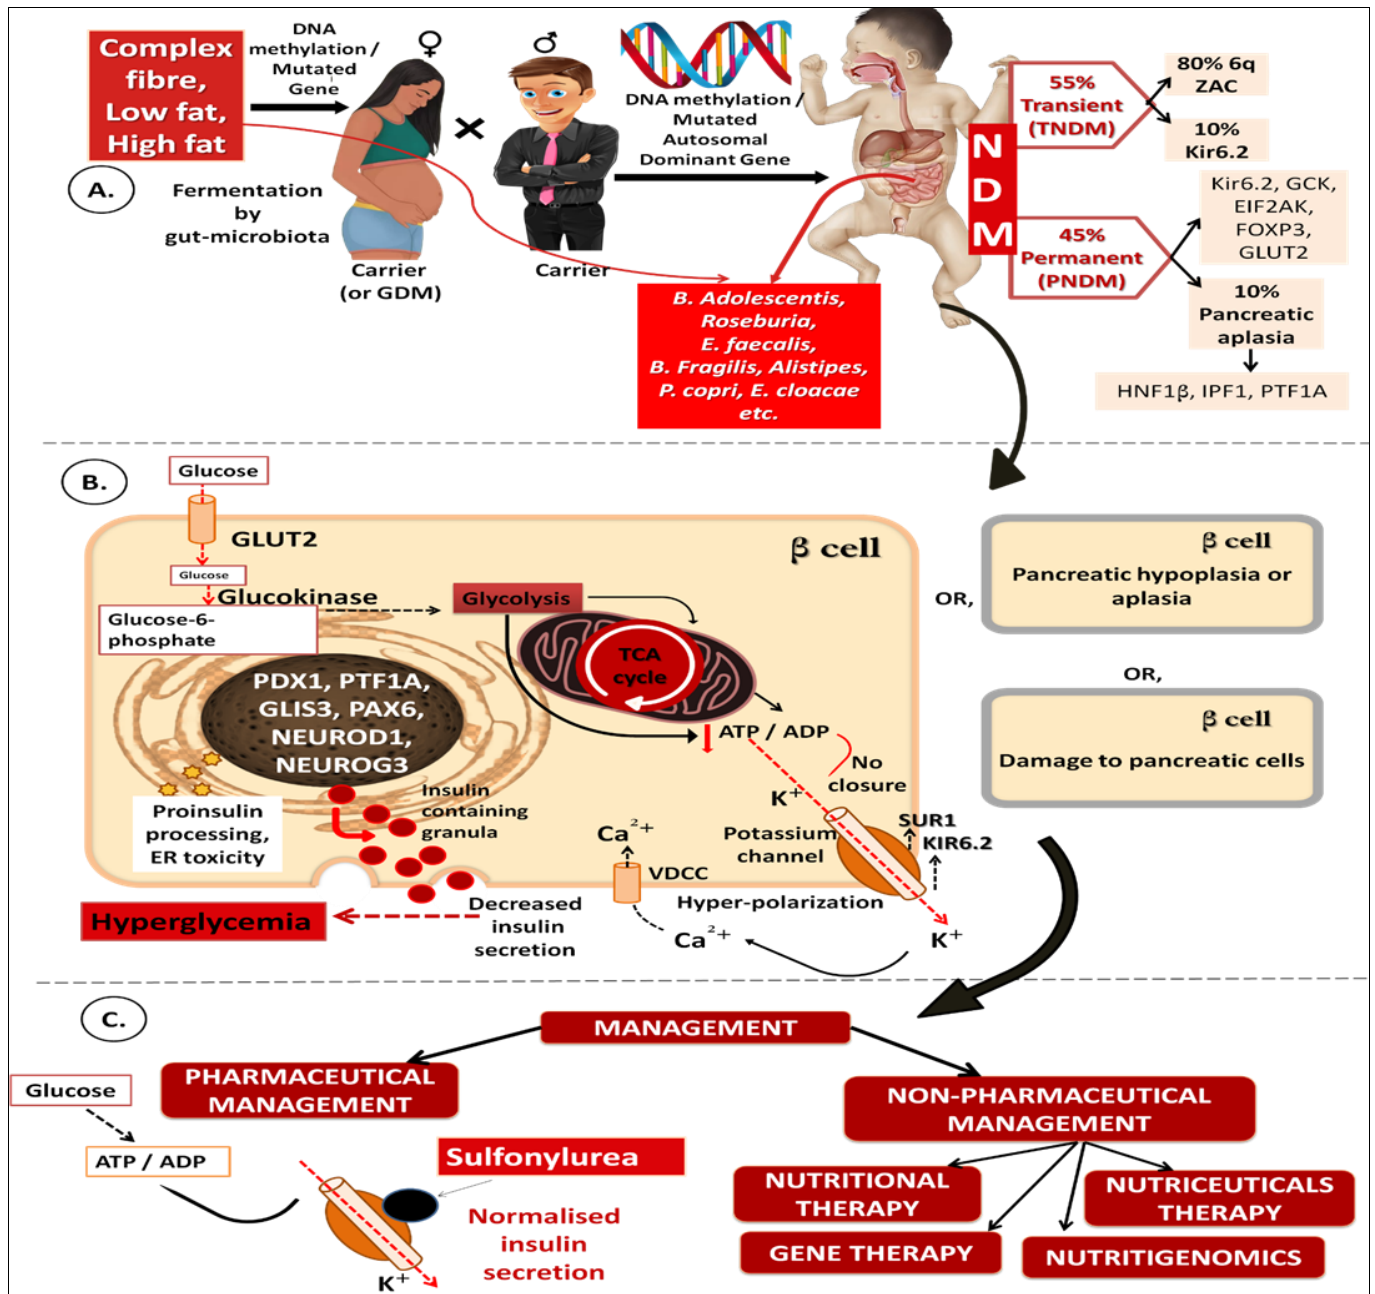 Complex
fibre,
Low fat,
High fat
DNA
methylation /
Mutated
Gene
♀
♂
×
DNA methylation /
Mutated
Autosomal
Dominant Gene
A.
Fermentation
by
gut-microbiota
Carrier
(or GDM)
Carrier
B. Adolescentis,
Roseburia,
E. faecalis,
B. Fragilis, Alistipes,
P. copri, E. cloacae
etc.
N
D
M
55%
Transient
(TNDM)
80% 6q
ZAC
10%
Kir6.2
45%
Permanent
(PNDM)
Kir6.2, GCK,
EIF2AK,
FOXP3,
GLUT2
10%
Pancreatic
aplasia
HNF1β, IPF1, PTF1A
B.
Glucose
GLUT2
Glucose
Glucokinase
Glucose-6-
phosphate
Glycolysis
TCA
cycle
β cell
PDX1, PTF1A,
GLIS3, PAX6,
NEUROD1,
NEUROG3
ATP / ADP
No
closure
K+
Proinsulin
processing,
ER toxicity
Insulin
containing
granula
Ca2+
VDCC
Potassium
channel
SUR1
KIR6.2
Hyper-polarization
Hyperglycemia
Decreased
insulin
secretion
Ca2+
K+
OR,
β cell
Pancreatic hypoplasia or
aplasia
OR,
β cell
Damage to pancreatic cells
C.
MANAGEMENT
PHARMACEUTICAL
MANAGEMENT
NON-PHARMACEUTICAL
MANAGEMENT
Glucose
ATP / ADP
Sulfonylurea
Normalised
insulin
secretion
K+
NUTRITIONAL
THERAPY
NUTRICEUTICALS
THERAPY
GENE THERAPY
NUTRITIGENOMICS